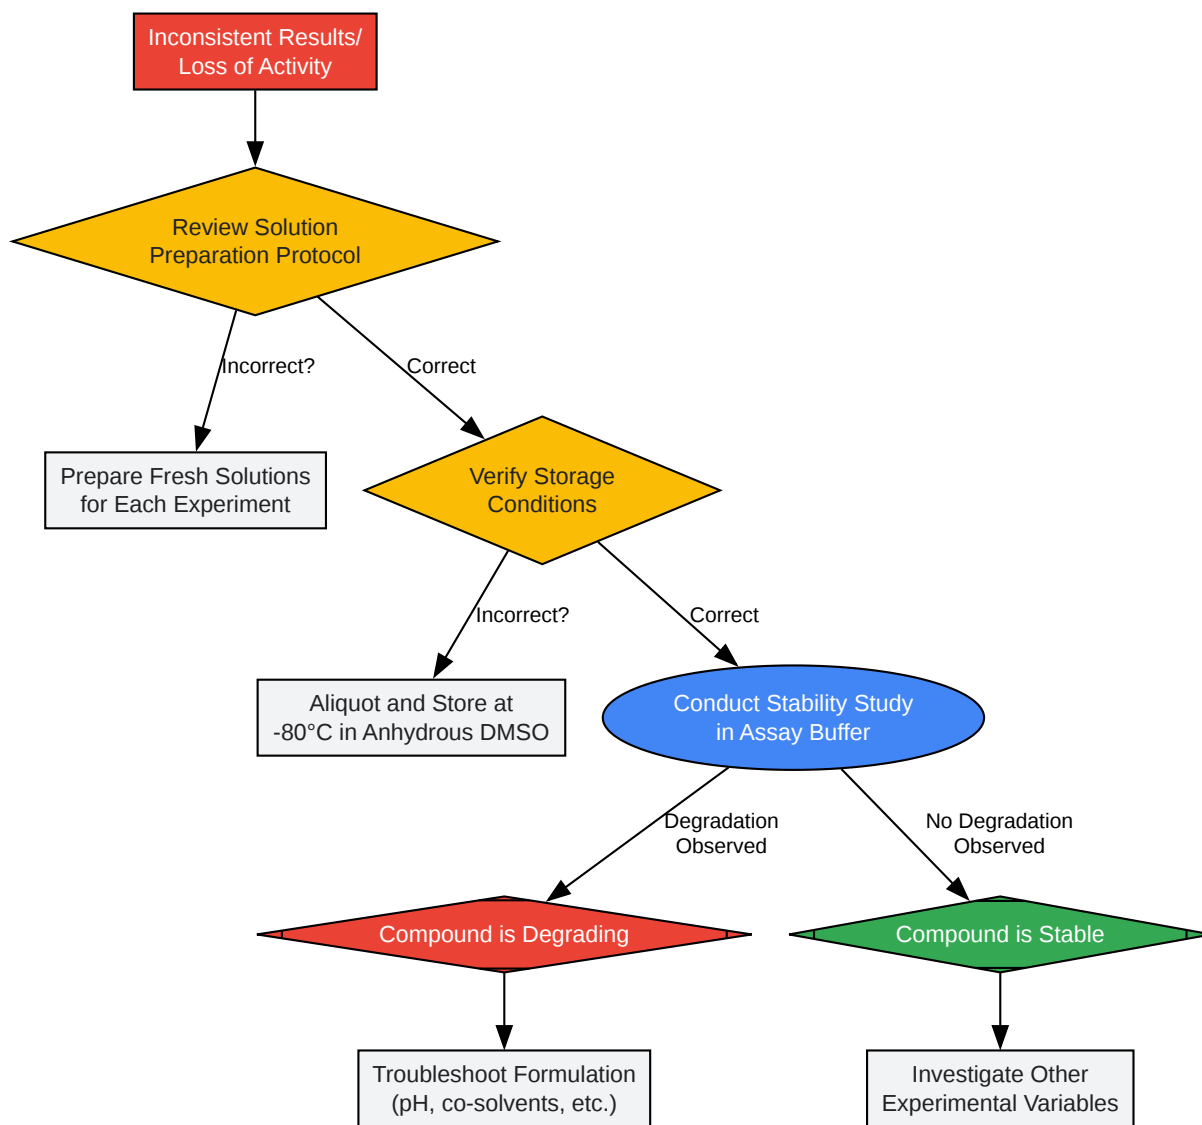 Inconsistent Results/
Loss of Activity
Review Solution
Preparation Protocol
Incorrect?
Correct
Prepare Fresh Solutions
for Each Experiment
Verify Storage
Conditions
Incorrect?
Correct
Aliquot and Store at
-80°C in Anhydrous DMSO
Conduct Stability Study
in Assay Buffer
Degradation
Observed
No Degradation
Observed
Compound is Degrading
Compound is Stable
Troubleshoot Formulation
(pH, co-solvents, etc.)
Investigate Other
Experimental Variables